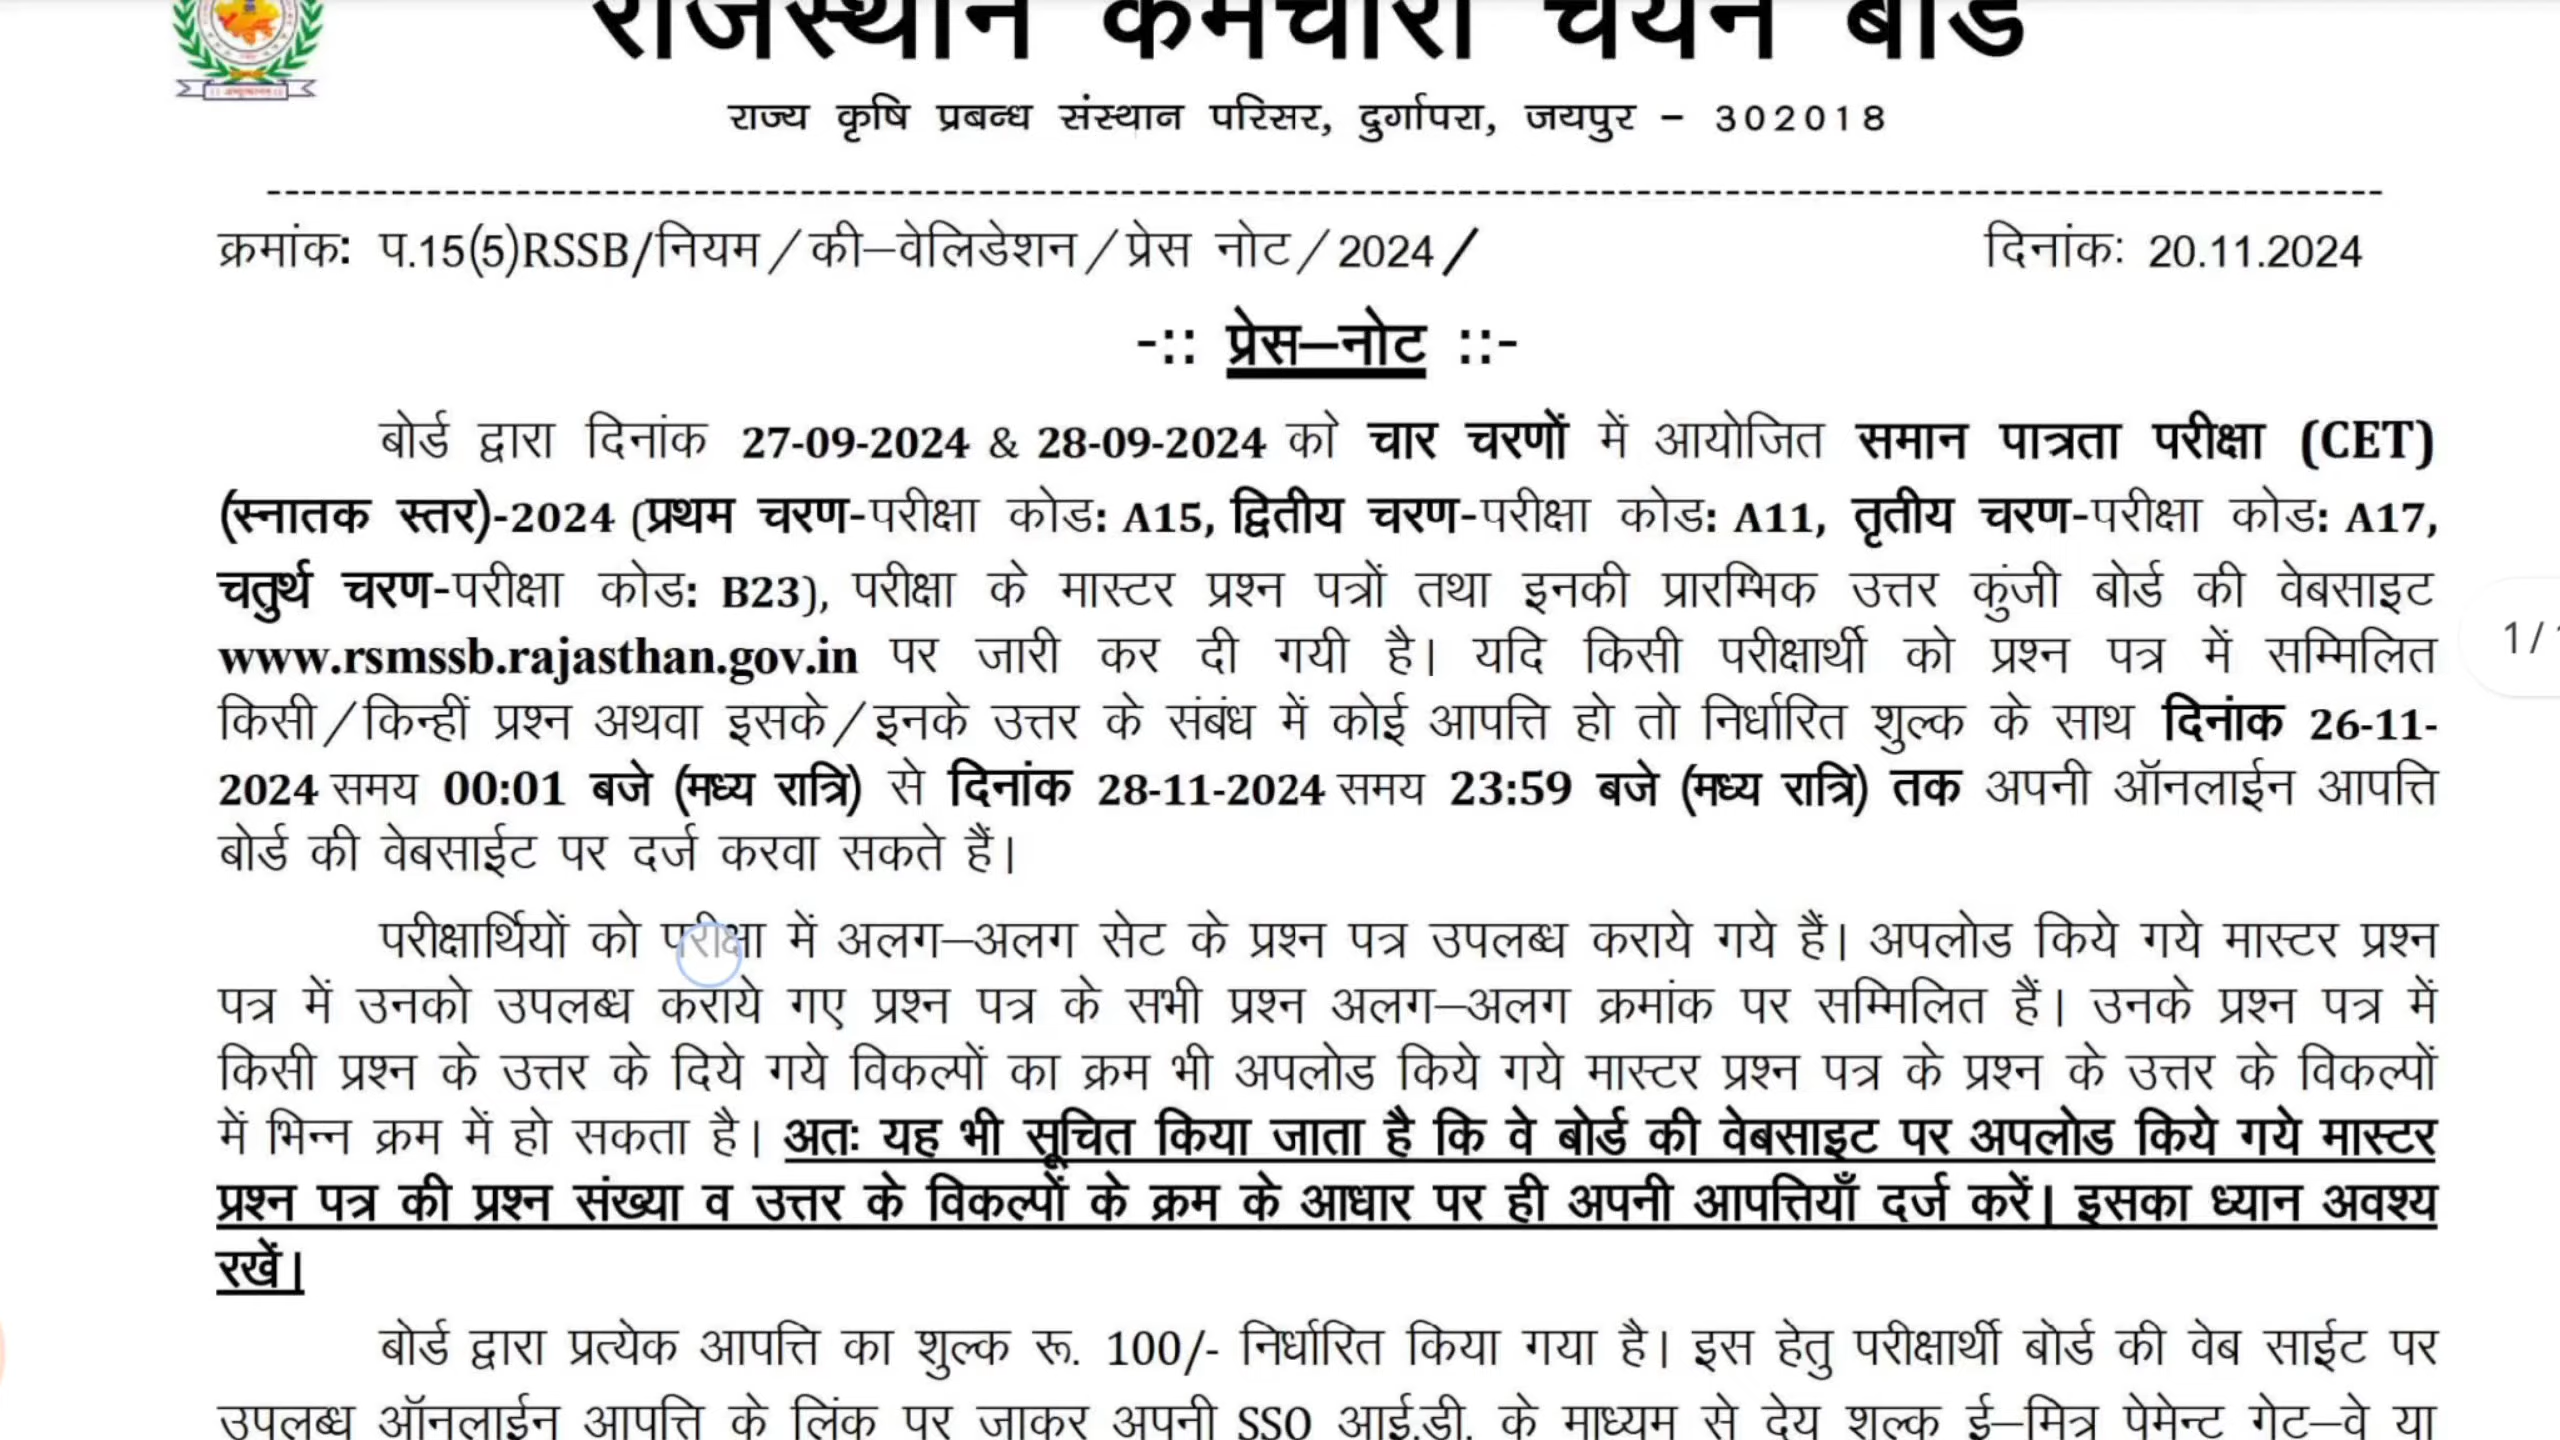 राजस्थान कर्मचारी चयन बोर्ड
राज्य कृषि प्रबन्ध संस्थान परिसर, दुर्गापरा, जयपुर – 302018
क्रमांक: प.15(5)RSSB/नियम/की–वेलिडेशन/प्रेस नोट/2024/ दिनांक: 20.11.2024
-:: प्रेस–नोट ::-
बोर्ड द्वारा दिनांक 27-09-2024 & 28-09-2024 को चार चरणों में आयोजित समान पात्रता परीक्षा (CET)
(स्नातक स्तर)-2024 (प्रथम चरण-परीक्षा कोड: A15, द्वितीय चरण-परीक्षा कोड: A11, तृतीय चरण-परीक्षा कोड: A17,
चतुर्थ चरण-परीक्षा कोड: B23), परीक्षा के मास्टर प्रश्न पत्रों तथा इनकी प्रारम्भिक उत्तर कुंजी बोर्ड की वेबसाइट
www.rsmssb.rajasthan.gov.in पर जारी कर दी गयी है। यदि किसी परीक्षार्थी को प्रश्न पत्र में सम्मिलित
किसी/किन्हीं प्रश्न अथवा इसके/इनके उत्तर के संबंध में कोई आपत्ति हो तो निर्धारित शुल्क के साथ दिनांक 26-11-
2024 समय 00:01 बजे (मध्य रात्रि) से दिनांक 28-11-2024 समय 23:59 बजे (मध्य रात्रि) तक अपनी ऑनलाईन आपत्ति
बोर्ड की वेबसाईट पर दर्ज करवा सकते हैं।
परीक्षार्थियों को परीक्षा में अलग–अलग सेट के प्रश्न पत्र उपलब्ध कराये गये हैं। अपलोड किये गये मास्टर प्रश्न
पत्र में उनको उपलब्ध कराये गए प्रश्न पत्र के सभी प्रश्न अलग–अलग क्रमांक पर सम्मिलित हैं। उनके प्रश्न पत्र में
किसी प्रश्न के उत्तर के दिये गये विकल्पों का क्रम भी अपलोड किये गये मास्टर प्रश्न पत्र के प्रश्न के उत्तर के विकल्पों
में भिन्न क्रम में हो सकता है। अतः यह भी सूचित किया जाता है कि वे बोर्ड की वेबसाइट पर अपलोड किये गये मास्टर
प्रश्न पत्र की प्रश्न संख्या व उत्तर के विकल्पों के क्रम के आधार पर ही अपनी आपत्तियाँ दर्ज करें। इसका ध्यान अवश्य
रखें।
बोर्ड द्वारा प्रत्येक आपत्ति का शुल्क रू. 100/- निर्धारित किया गया है। इस हेतु परीक्षार्थी बोर्ड की वेब साईट पर
उपलब्ध ऑनलाईन आपत्ति के लिंक पर जाकर अपनी SSO आई.डी. के माध्यम से देय शुल्क ई–मित्र पेमेन्ट गेट–वे या